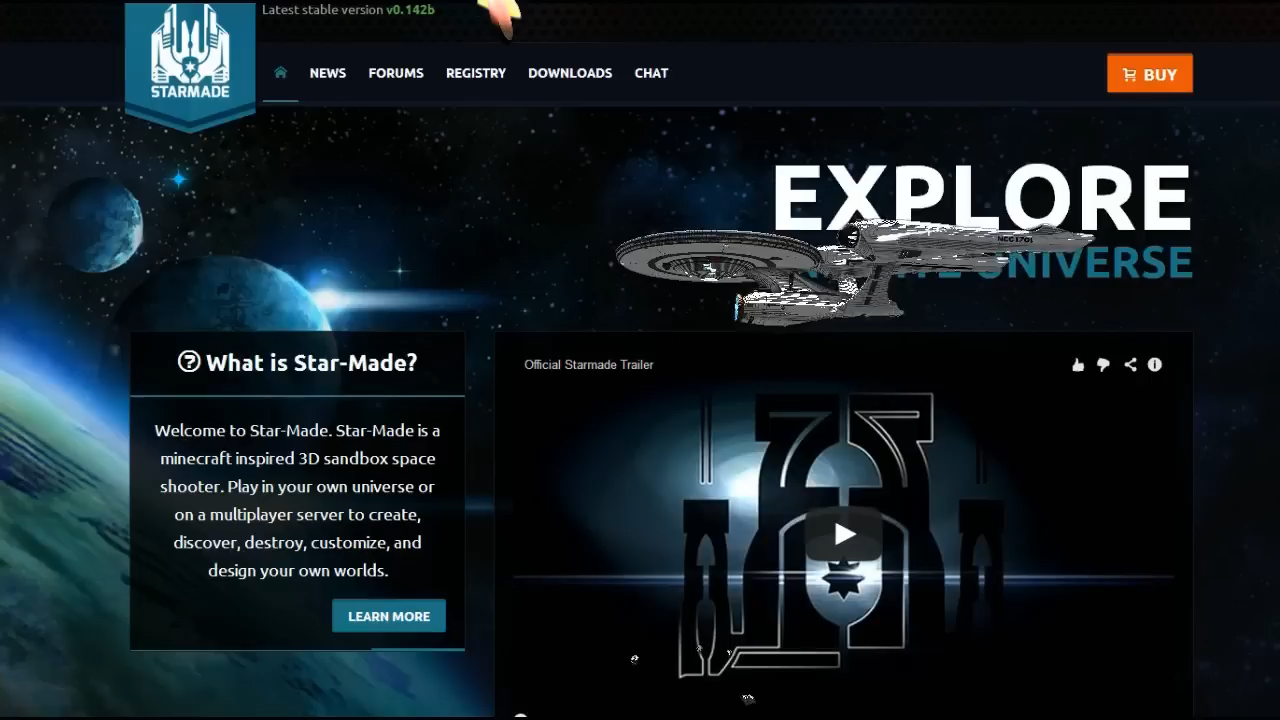 Latest stable version v0.142b
STARMADE
NEWS FORUMS REGISTRY DOWNLOADS CHAT
BUY
EXPLORE
UNIVERSE
NCC 1701
What is Star-Made?
Welcome to Star-Made. Star-Made is a
minecraft inspired 3D sandbox space
shooter. Play in your own universe or
on a multiplayer server to create,
discover, destroy, customize, and
design your own worlds.
LEARN MORE
Official Starmade Trailer